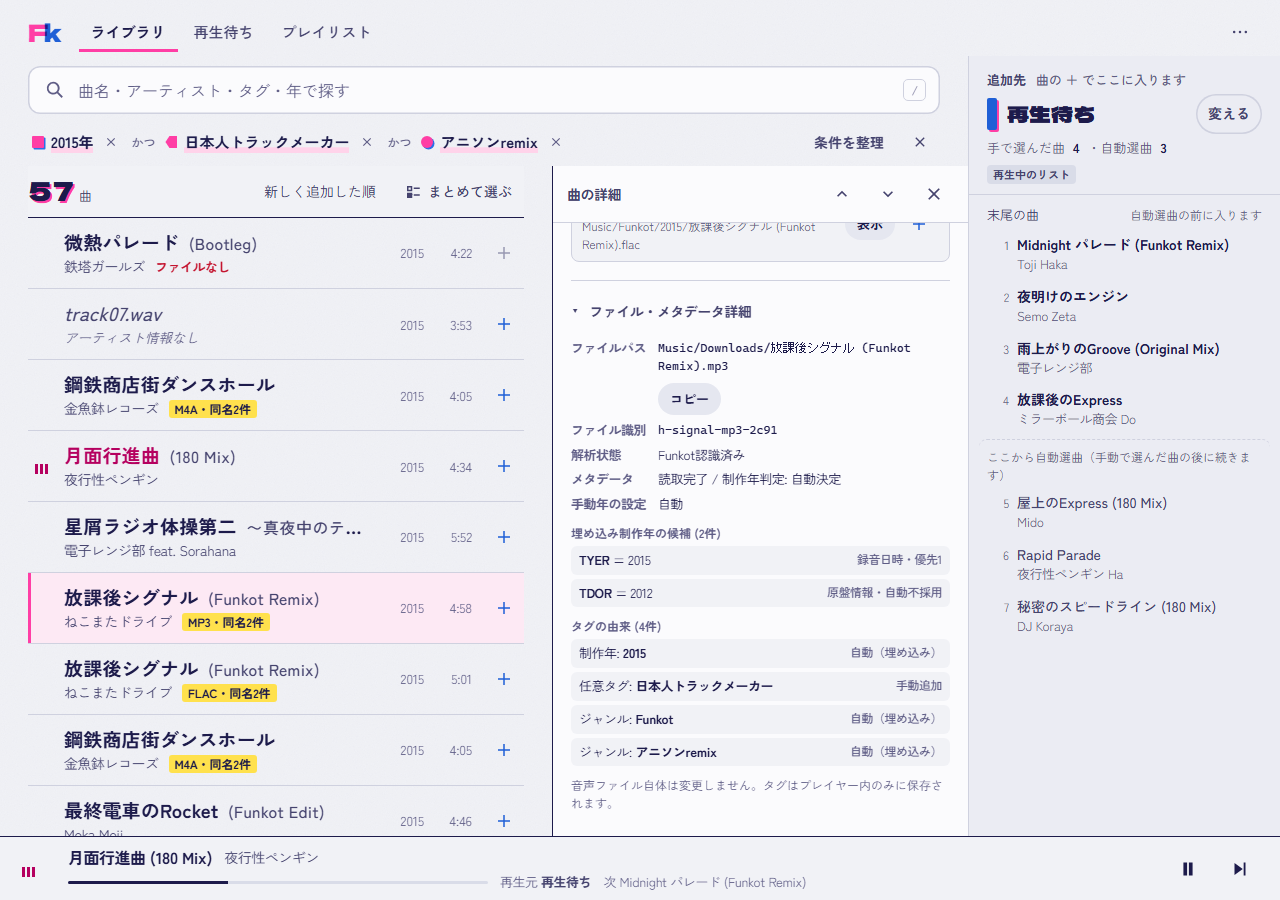 Fk
ライブラリ
再生待ち
プレイリスト
…
曲名・アーティスト・タグ・年で探す
/
2015年 × かつ 日本人トラックメーカー × かつ アニソンremix ×
条件を整理 ×
57 曲
新しく追加した順
まとめて選ぶ
微熱パレード (Bootleg)
鉄塔ガールズ ファイルなし
2015 4:22 +
track07.wav
アーティスト情報なし
2015 3:53 +
鋼鉄商店街ダンスホール
金魚鉢レコーズ M4A・同名2件
2015 4:05 +
月面行進曲 (180 Mix)
夜行性ペンギン
2015 4:34 +
星屑ラジオ体操第二 〜真夜中のテ…
電子レンジ部 feat. Sorahana
2015 5:52 +
放課後シグナル (Funkot Remix)
ねこまたドライブ MP3・同名2件
2015 4:58 +
放課後シグナル (Funkot Remix)
ねこまたドライブ FLAC・同名2件
2015 5:01 +
鋼鉄商店街ダンスホール
金魚鉢レコーズ M4A・同名2件
2015 4:05 +
最終電車のRocket (Funkot Edit)
Moka Moji
2015 4:46 +
曲の詳細
Music/Funkot/2015/放課後シグナル (Funkot
Remix).flac
表示 +
ファイル・メタデータ詳細
ファイルパス Music/Downloads/放課後シグナル (Funkot
Remix).mp3
コピー
ファイル識別 h-signal-mp3-2c91
解析状態 Funkot認識済み
メタデータ 読取完了 / 制作年判定: 自動決定
手動年の設定 自動
埋め込み制作年の候補 (2件)
TYER = 2015 録音日時・優先1
TDOR = 2012 原盤情報・自動不採用
タグの由来 (4件)
制作年: 2015 自動（埋め込み）
任意タグ: 日本人トラックメーカー 手動追加
ジャンル: Funkot 自動（埋め込み）
ジャンル: アニソンremix 自動（埋め込み）
音声ファイル自体は変更しません。タグはプレイヤー内のみに保存さ
れます。
追加先 曲の ＋ でここに入ります
再生待ち
変える
手で選んだ曲 4 ・自動選曲 3
再生中のリスト
末尾の曲 自動選曲の前に入ります
1 Midnight パレード (Funkot Remix)
Toji Haka
2 夜明けのエンジン
Semo Zeta
3 雨上がりのGroove (Original Mix)
電子レンジ部
4 放課後のExpress
ミラーボール商会 Do
ここから自動選曲（手動で選んだ曲の後に続きま
す）
5 屋上のExpress (180 Mix)
Mido
6 Rapid Parade
夜行性ペンギン Ha
7 秘密のスピードライン (180 Mix)
DJ Koraya
月面行進曲 (180 Mix) 夜行性ペンギン
再生元 再生待ち 次 Midnight パレード (Funkot Remix)